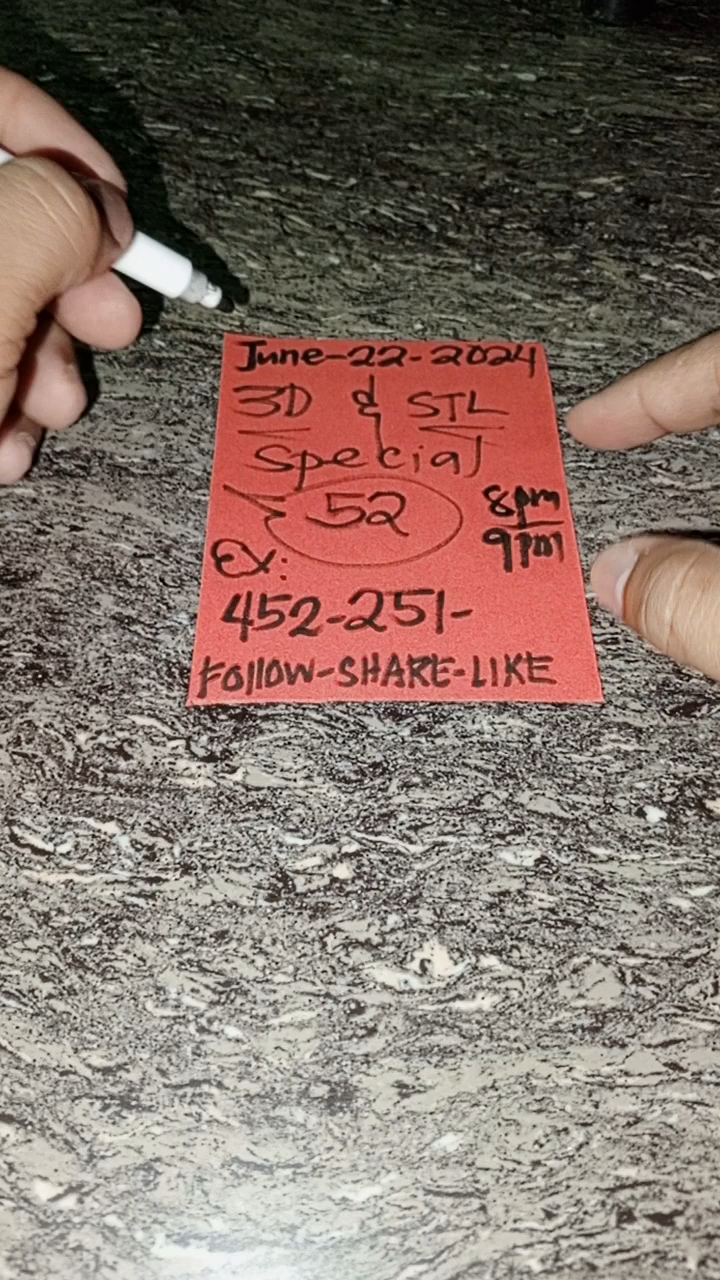 June-22-2024
3D & STL
Special
52
8pm
9pm
Ex:
452-251-
Follow-SHARE-LIKE